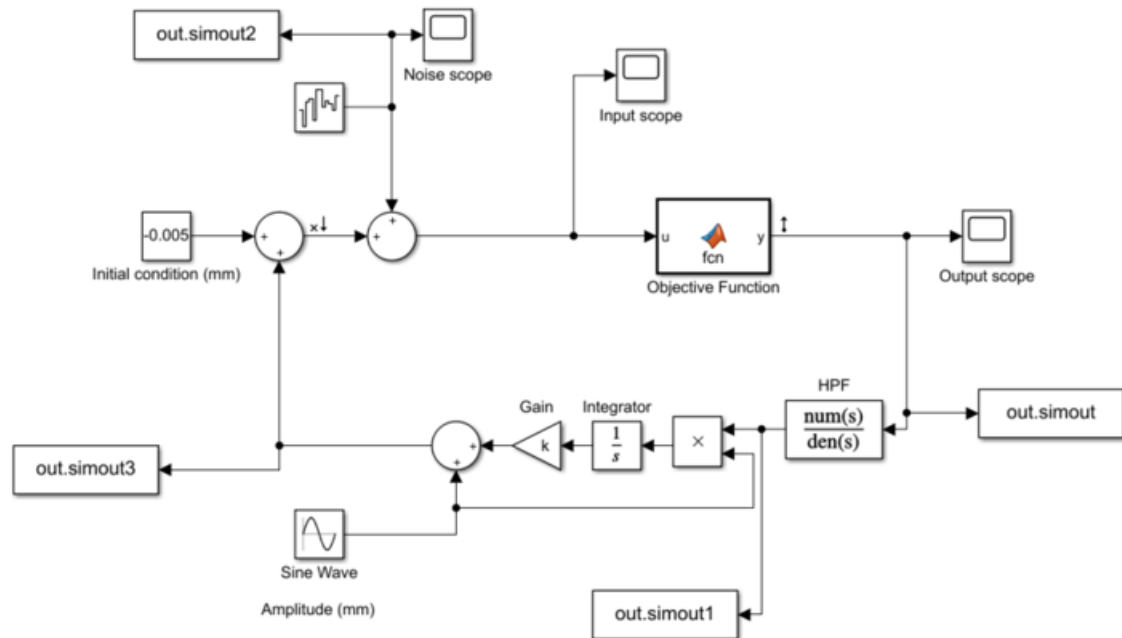 out.simout2
Noise scope
Input scope
+
-0.005
+
+
+
Initial condition (mm)
u
y
fcn
Objective Function
Output scope
HPF
Gain
Integrator
num(s)
den(s)
out.simout
k
1
s
×
+
+
out.simout3
Sine Wave
Amplitude (mm)
out.simout1